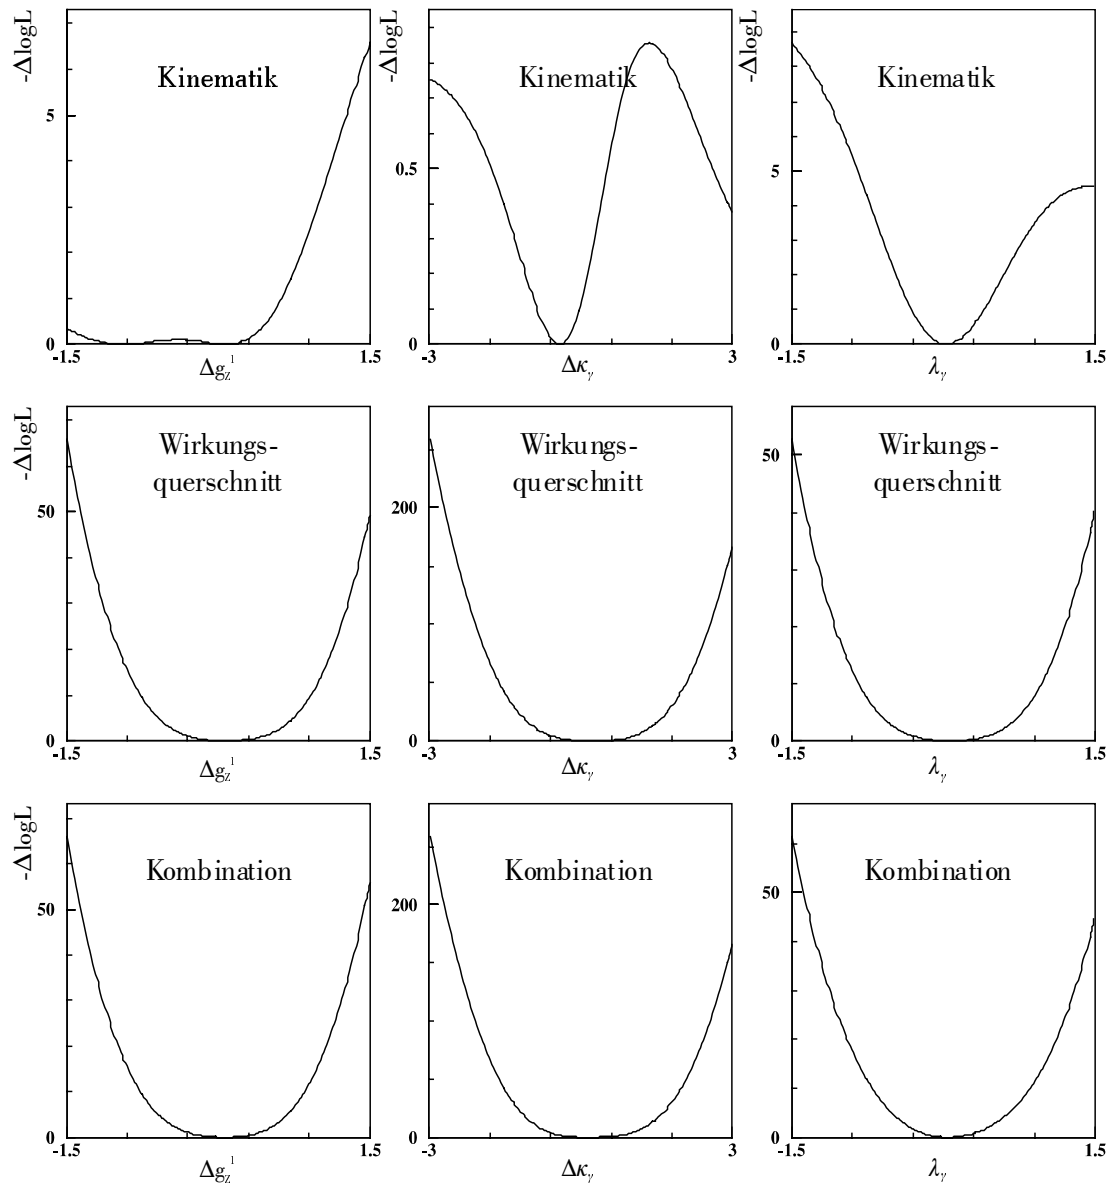 -ΔlogL
Kinematik
5
0
-1.5
1.5
Δg_Z^1
-ΔlogL
Kinematik
0.5
0
-3
3
Δκ_γ
-ΔlogL
Kinematik
5
0
-1.5
1.5
λ_γ
-ΔlogL
Wirkungs-
querschnitt
50
0
-1.5
1.5
Δg_Z^1
Wirkungs-
querschnitt
200
0
-3
3
Δκ_γ
Wirkungs-
querschnitt
50
0
-1.5
1.5
λ_γ
-ΔlogL
Kombination
50
0
-1.5
1.5
Δg_Z^1
Kombination
200
0
-3
3
Δκ_γ
Kombination
50
0
-1.5
1.5
λ_γ